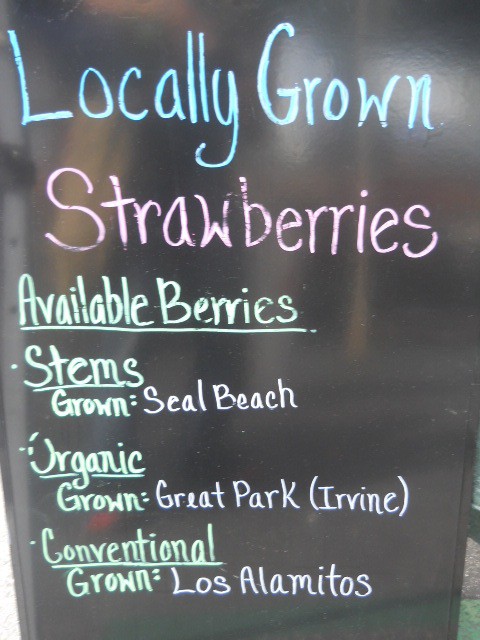 Locally Grown
Strawberries
Available Berries
· Stems
Grown: Seal Beach
· Organic
Grown: Great Park (Irvine)
· Conventional
Grown: Los Alamitos